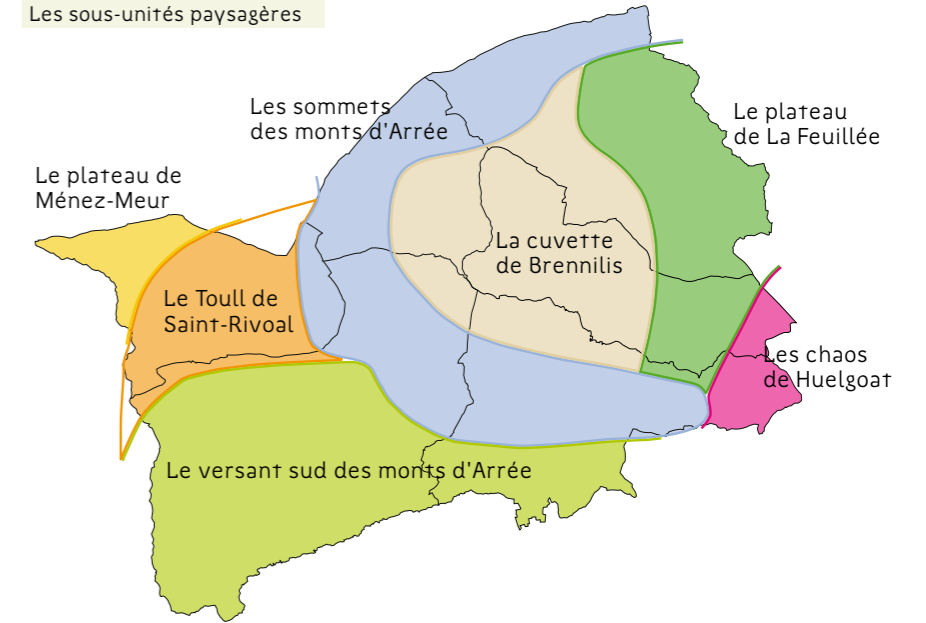 Les sous-unités paysagères
Les sommets
des monts d'Arrée
Le plateau
de La Feuillée
Le plateau de
Ménez-Meur
La cuvette
de Brennilis
Le Toull de
Saint-Rivoal
Les chaos
de Huelgoat
Le versant sud des monts d'Arrée